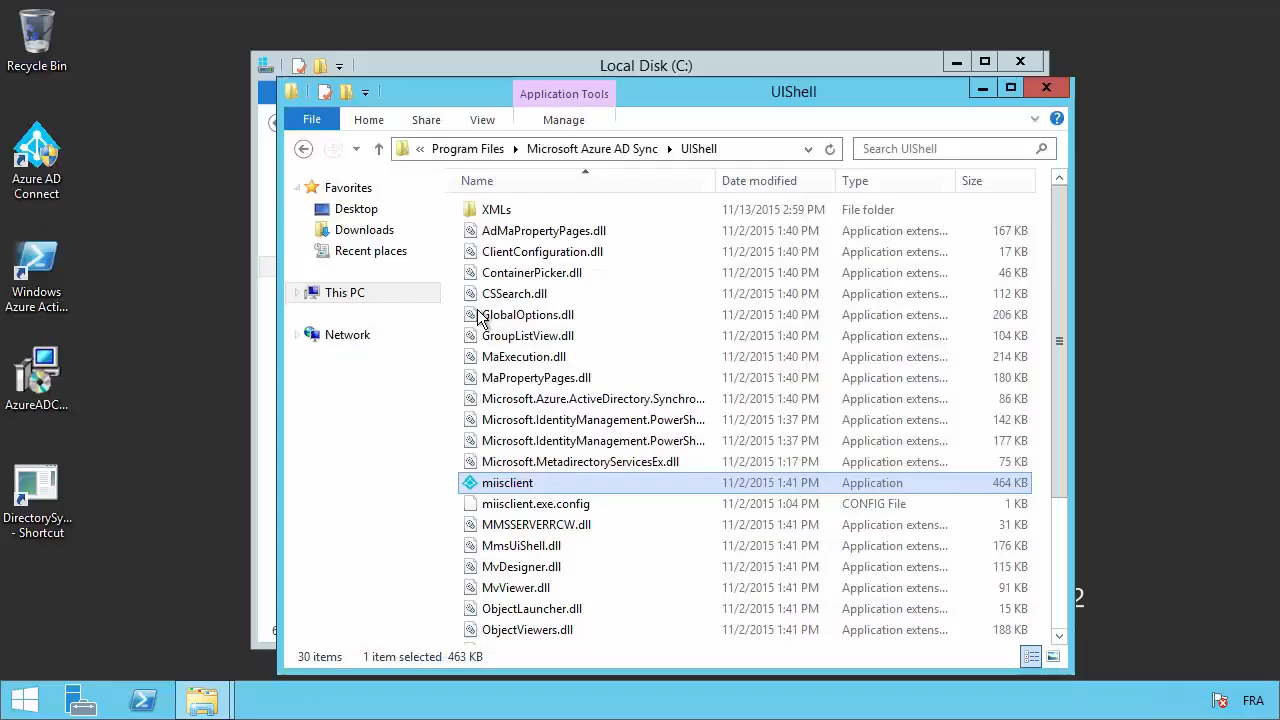 Recycle Bin
Azure AD
Connect
Windows
Azure Acti...
AzureADC...
DirectorySy...
- Shortcut
Local Disk (C:)
Application Tools
UIShell
File
Home
Share
View
Manage
« Program Files Microsoft Azure AD Sync UIShell
Search UIShell
Name
Date modified
Type
Size
Favorites
Desktop
Downloads
Recent places
This PC
Network
XMLs 11/13/2015 2:59 PM File folder
AdMaPropertyPages.dll 11/2/2015 1:40 PM Application extens... 167 KB
ClientConfiguration.dll 11/2/2015 1:40 PM Application extens... 17 KB
ContainerPicker.dll 11/2/2015 1:40 PM Application extens... 46 KB
CSSearch.dll 11/2/2015 1:40 PM Application extens... 112 KB
GlobalOptions.dll 11/2/2015 1:40 PM Application extens... 206 KB
GroupListView.dll 11/2/2015 1:40 PM Application extens... 104 KB
MaExecution.dll 11/2/2015 1:40 PM Application extens... 214 KB
MaPropertyPages.dll 11/2/2015 1:40 PM Application extens... 180 KB
Microsoft.Azure.ActiveDirectory.Synchro... 11/2/2015 1:40 PM Application extens... 86 KB
Microsoft.IdentityManagement.PowerSh... 11/2/2015 1:37 PM Application extens... 142 KB
Microsoft.IdentityManagement.PowerSh... 11/2/2015 1:37 PM Application extens... 177 KB
Microsoft.MetadirectoryServicesEx.dll 11/2/2015 1:17 PM Application extens... 75 KB
miisclient 11/2/2015 1:41 PM Application 464 KB
miisclient.exe.config 11/2/2015 1:04 PM CONFIG File 1 KB
MMSSERVERRCW.dll 11/2/2015 1:41 PM Application extens... 31 KB
MmsUiShell.dll 11/2/2015 1:41 PM Application extens... 176 KB
MvDesigner.dll 11/2/2015 1:41 PM Application extens... 115 KB
MvViewer.dll 11/2/2015 1:41 PM Application extens... 91 KB
ObjectLauncher.dll 11/2/2015 1:41 PM Application extens... 15 KB
ObjectViewers.dll 11/2/2015 1:41 PM Application extens... 188 KB
30 items 1 item selected 463 KB
2
FRA